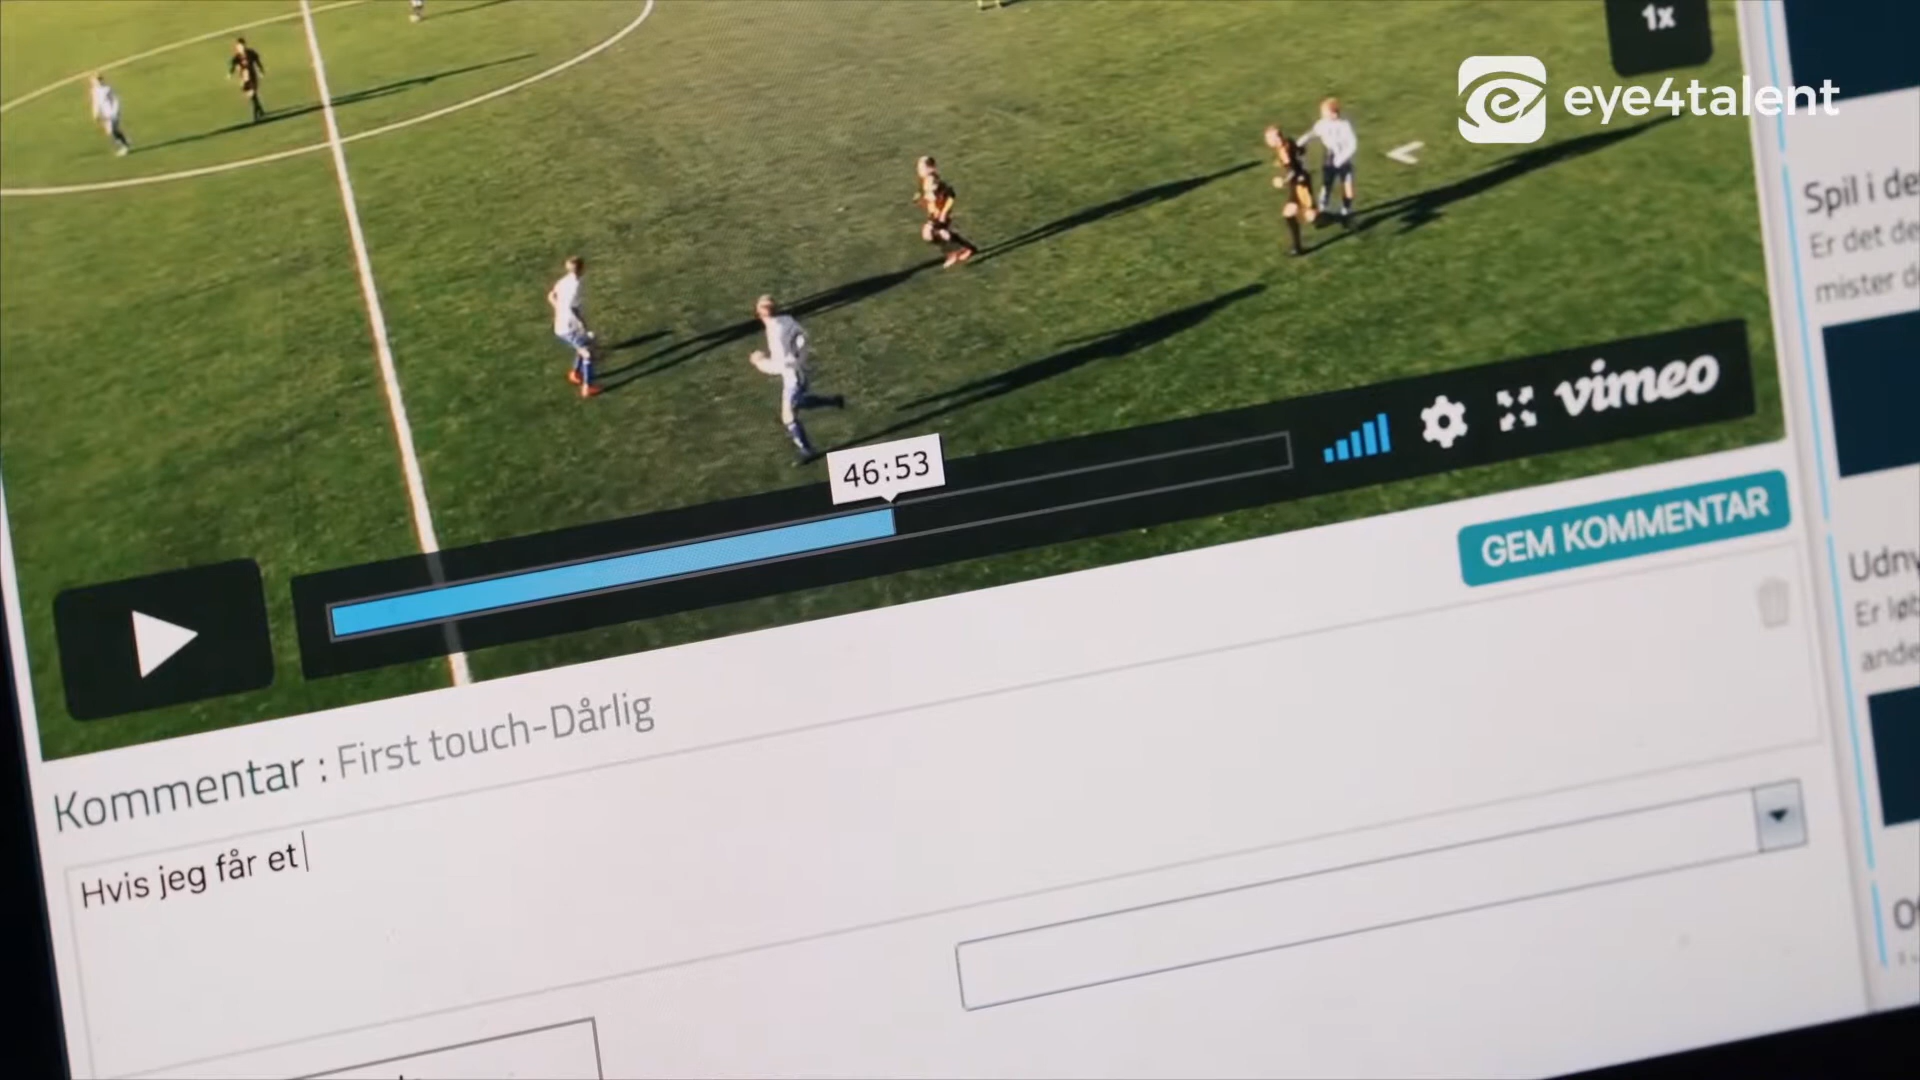 1x
eye4talent
Spil i de
Er det de
mister d
vimeo
46:53
GEM KOMMENTAR
Udny
Er løb
ande
Kommentar : First touch-Dårlig
Hvis jeg får et